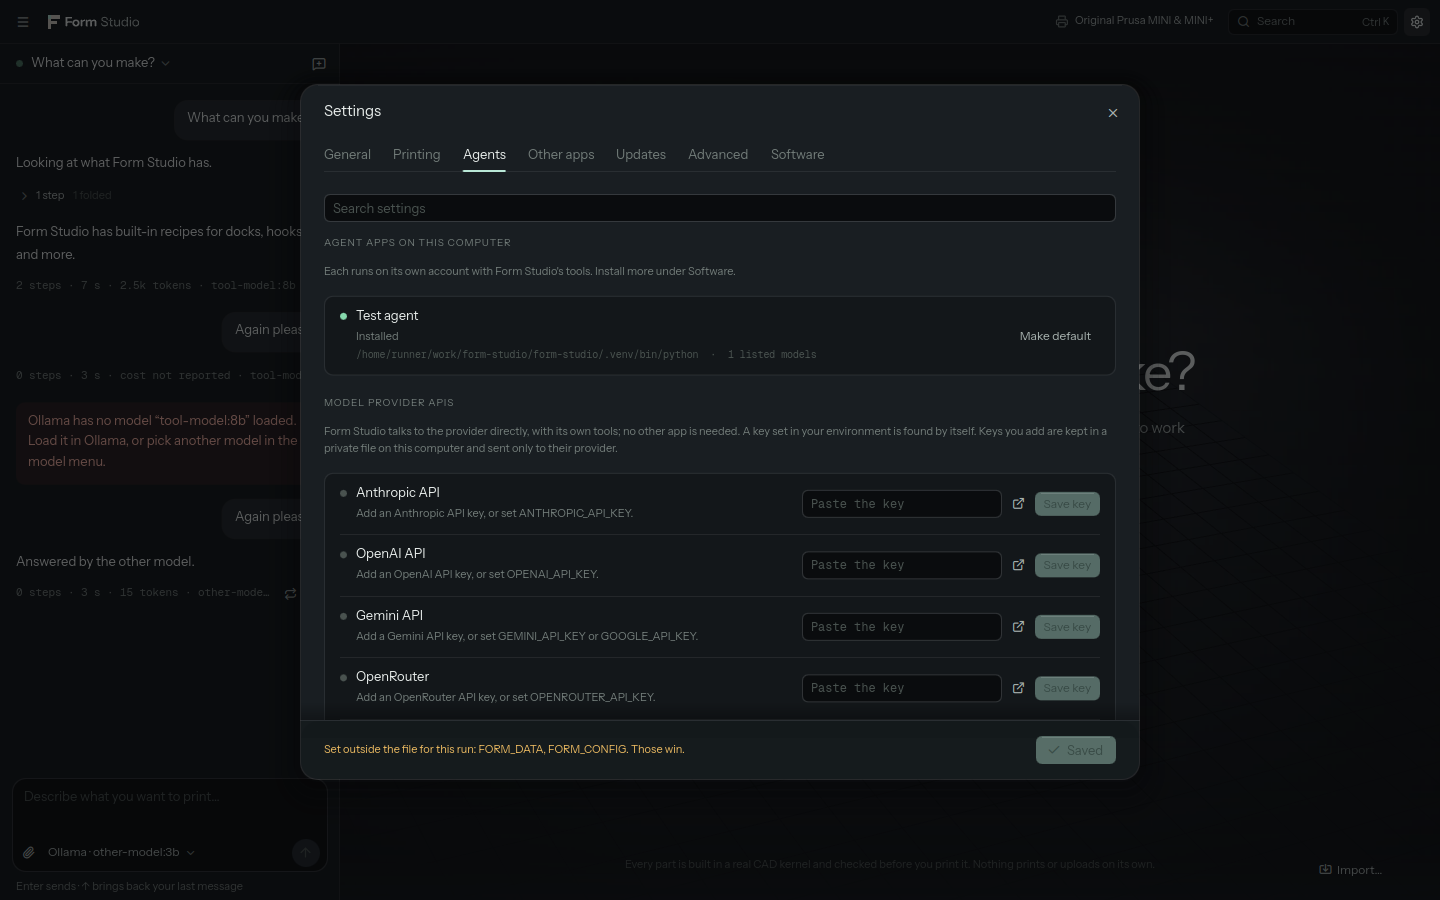 Form Studio
Original Prusa MINI & MINI+
Search
Ctrl K
What can you make?
What can you make
Looking at what Form Studio has.
1 step 1 folded
Form Studio has built-in recipes for docks, hooks
and more.
2 steps · 7 s · 2.5k tokens · tool-model:8b
Again pleas
0 steps · 3 s · cost not reported · tool-mod
Ollama has no model “tool-model:8b” loaded.
Load it in Ollama, or pick another model in the
model menu.
Again pleas
Answered by the other model.
0 steps · 3 s · 15 tokens · other-mode…
Describe what you want to print…
Ollama · other-model:3b
Enter sends · ↑ brings back your last message
Settings
General
Printing
Agents
Other apps
Updates
Advanced
Software
Search settings
AGENT APPS ON THIS COMPUTER
Each runs on its own account with Form Studio's tools. Install more under Software.
Test agent
Installed
/home/runner/work/form-studio/form-studio/.venv/bin/python · 1 listed models
Make default
MODEL PROVIDER APIS
Form Studio talks to the provider directly, with its own tools; no other app is needed. A key set in your environment is found by itself. Keys you add are kept in a
private file on this computer and sent only to their provider.
Anthropic API
Add an Anthropic API key, or set ANTHROPIC_API_KEY.
Paste the key
Save key
OpenAI API
Add an OpenAI API key, or set OPENAI_API_KEY.
Paste the key
Save key
Gemini API
Add a Gemini API key, or set GEMINI_API_KEY or GOOGLE_API_KEY.
Paste the key
Save key
OpenRouter
Add an OpenRouter API key, or set OPENROUTER_API_KEY.
Paste the key
Save key
Set outside the file for this run: FORM_DATA, FORM_CONFIG. Those win.
Saved
ke?
o work
Every part is built in a real CAD kernel and checked before you print it. Nothing prints or uploads on its own.
Import…